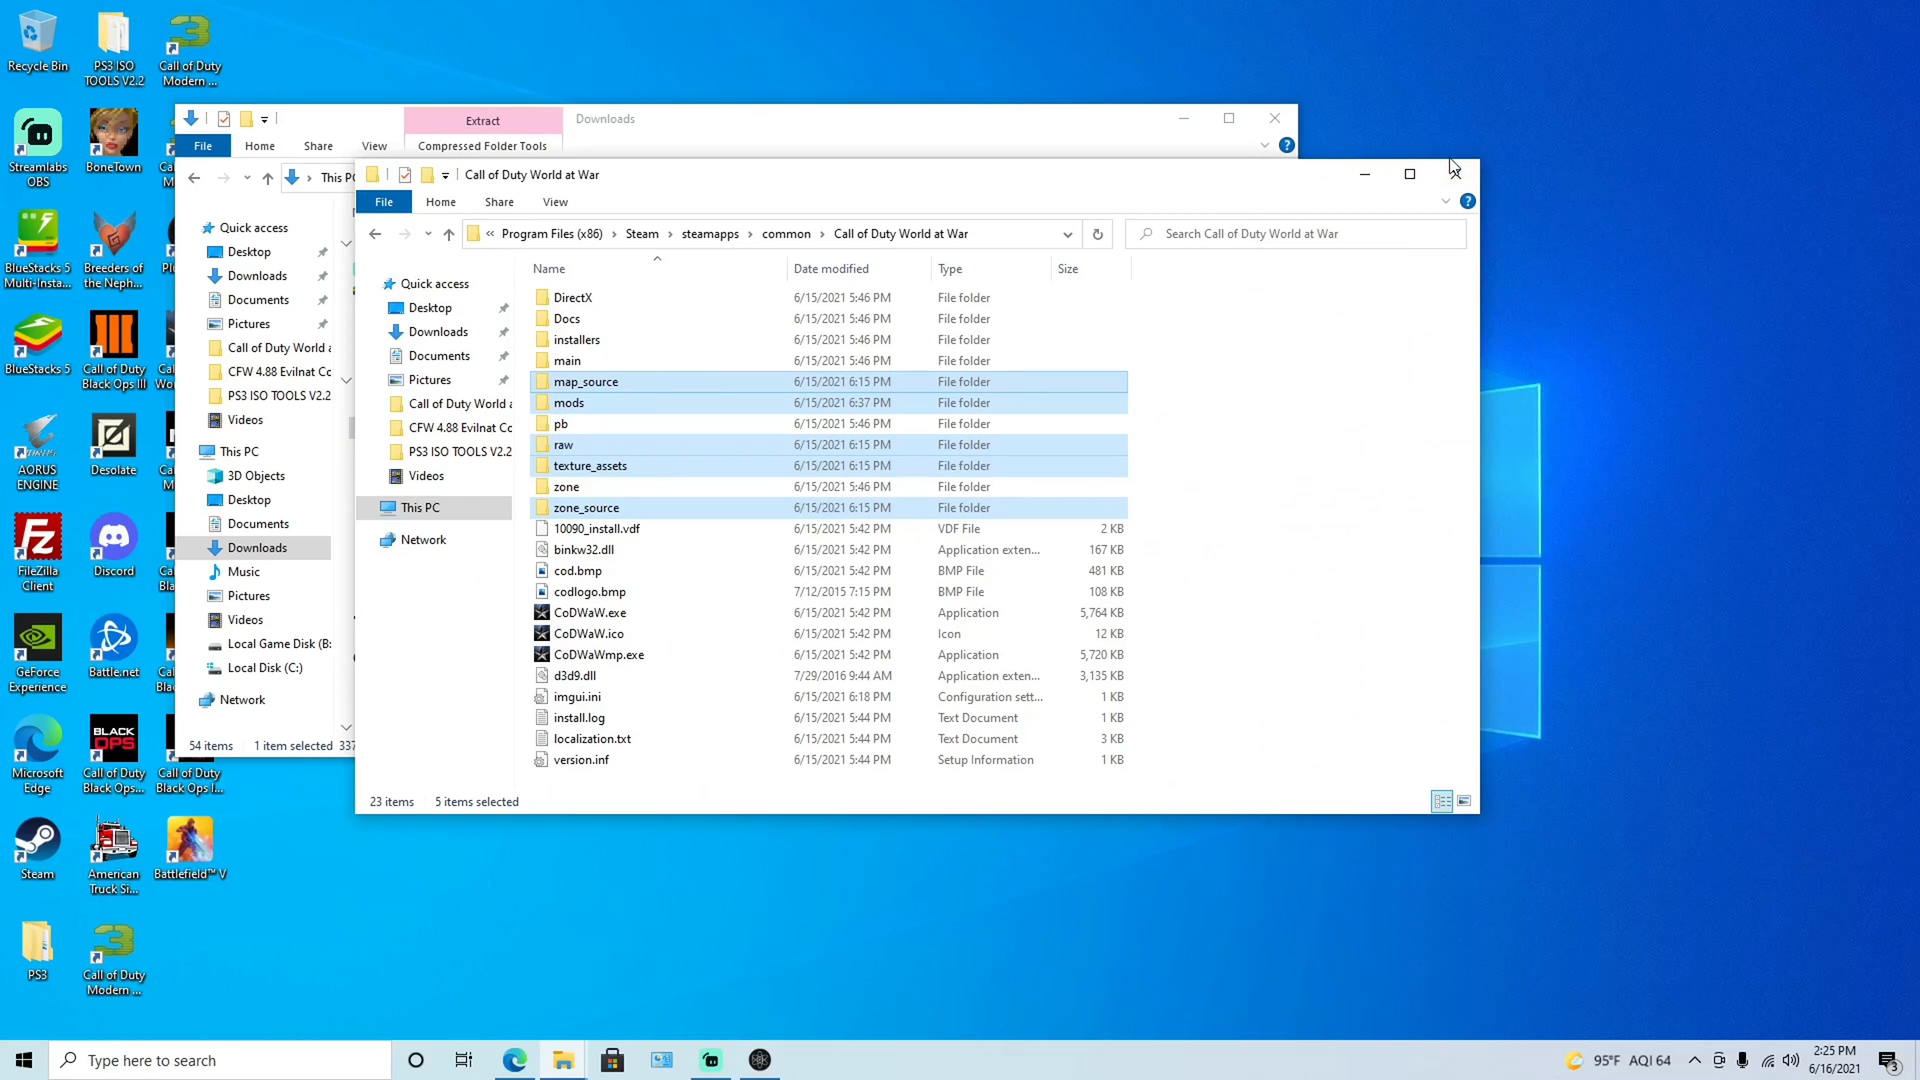 Recycle Bin
PS3 ISO
TOOLS V2.2
Call of Duty
Modern ...
Streamlabs
OBS
BoneTown
BlueStacks 5
Multi-Insta...
Breeders of
the Neph...
BlueStacks 5
Call of Duty
Black Ops III
AORUS
ENGINE
Desolate
FileZilla
Client
Discord
GeForce
Experience
Battle.net
Microsoft
Edge
BLACK
OPS
Call of Duty
Black Ops...
Call of Duty
Black Ops I...
Steam
American
Truck Si...
Battlefield™ V
PS3
Call of Duty
Modern ...
Extract
Downloads
File
Home
Share
View
Compressed Folder Tools
This PC
Quick access
Desktop
Downloads
Documents
Pictures
Call of Duty World a
CFW 4.88 Evilnat Co
PS3 ISO TOOLS V2.2
Videos
This PC
3D Objects
Desktop
Documents
Downloads
Music
Pictures
Videos
Local Game Disk (B:
Local Disk (C:)
Network
54 items
1 item selected
337
Call of Duty World at War
File
Home
Share
View
« Program Files (x86) › Steam › steamapps › common › Call of Duty World at War
Search Call of Duty World at War
Quick access
Desktop
Downloads
Documents
Pictures
Call of Duty World a
CFW 4.88 Evilnat Co
PS3 ISO TOOLS V2.2
Videos
This PC
Network
Name Date modified Type Size
DirectX 6/15/2021 5:46 PM File folder
Docs 6/15/2021 5:46 PM File folder
installers 6/15/2021 5:46 PM File folder
main 6/15/2021 5:46 PM File folder
map_source 6/15/2021 6:15 PM File folder
mods 6/15/2021 6:37 PM File folder
pb 6/15/2021 5:46 PM File folder
raw 6/15/2021 6:15 PM File folder
texture_assets 6/15/2021 6:15 PM File folder
zone 6/15/2021 5:46 PM File folder
zone_source 6/15/2021 6:15 PM File folder
10090_install.vdf 6/15/2021 5:42 PM VDF File 2 KB
binkw32.dll 6/15/2021 5:42 PM Application exten... 167 KB
cod.bmp 6/15/2021 5:42 PM BMP File 481 KB
codlogo.bmp 7/12/2015 7:15 PM BMP File 108 KB
CoDWaW.exe 6/15/2021 5:42 PM Application 5,764 KB
CoDWaW.ico 6/15/2021 5:42 PM Icon 12 KB
CoDWaWmp.exe 6/15/2021 5:42 PM Application 5,720 KB
d3d9.dll 7/29/2016 9:44 AM Application exten... 3,135 KB
imgui.ini 6/15/2021 6:18 PM Configuration sett... 1 KB
install.log 6/15/2021 5:44 PM Text Document 1 KB
localization.txt 6/15/2021 5:44 PM Text Document 3 KB
version.inf 6/15/2021 5:44 PM Setup Information 1 KB
23 items
5 items selected
Type here to search
95°F AQI 64
2:25 PM
6/16/2021
3